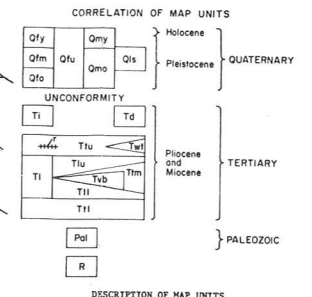 CORRELATION OF MAP UNITS
Qfy Qmy Holocene
Qfm Qfu Qls Pleistocene QUATERNARY
Qfo Qmo
UNCONFORMITY
Ti Td
r Ttu Twt
Tlu Pliocene
Tl Tvb Ttm and TERTIARY
Tll Miocene
Ttl
Pal PALEOZOIC
R
DESCRIPTION OF MAP UNITS